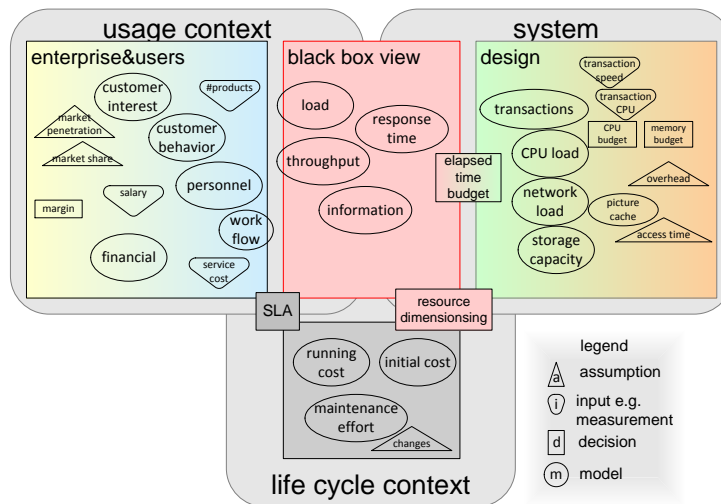 usage context
system
enterprise&users
black box view
design
customer
interest
#products
market
penetration
customer
behavior
market share
salary
personnel
margin
work
flow
financial
service
cost
load
response
time
throughput
information
elapsed
time
budget
transaction
speed
transactions
transaction
CPU
CPU
budget
memory
budget
CPU load
overhead
network
load
picture
cache
access time
storage
capacity
SLA
resource
dimensionsing
running
cost
initial cost
maintenance
effort
changes
life cycle context
legend
a assumption
i input e.g.
measurement
d decision
m model